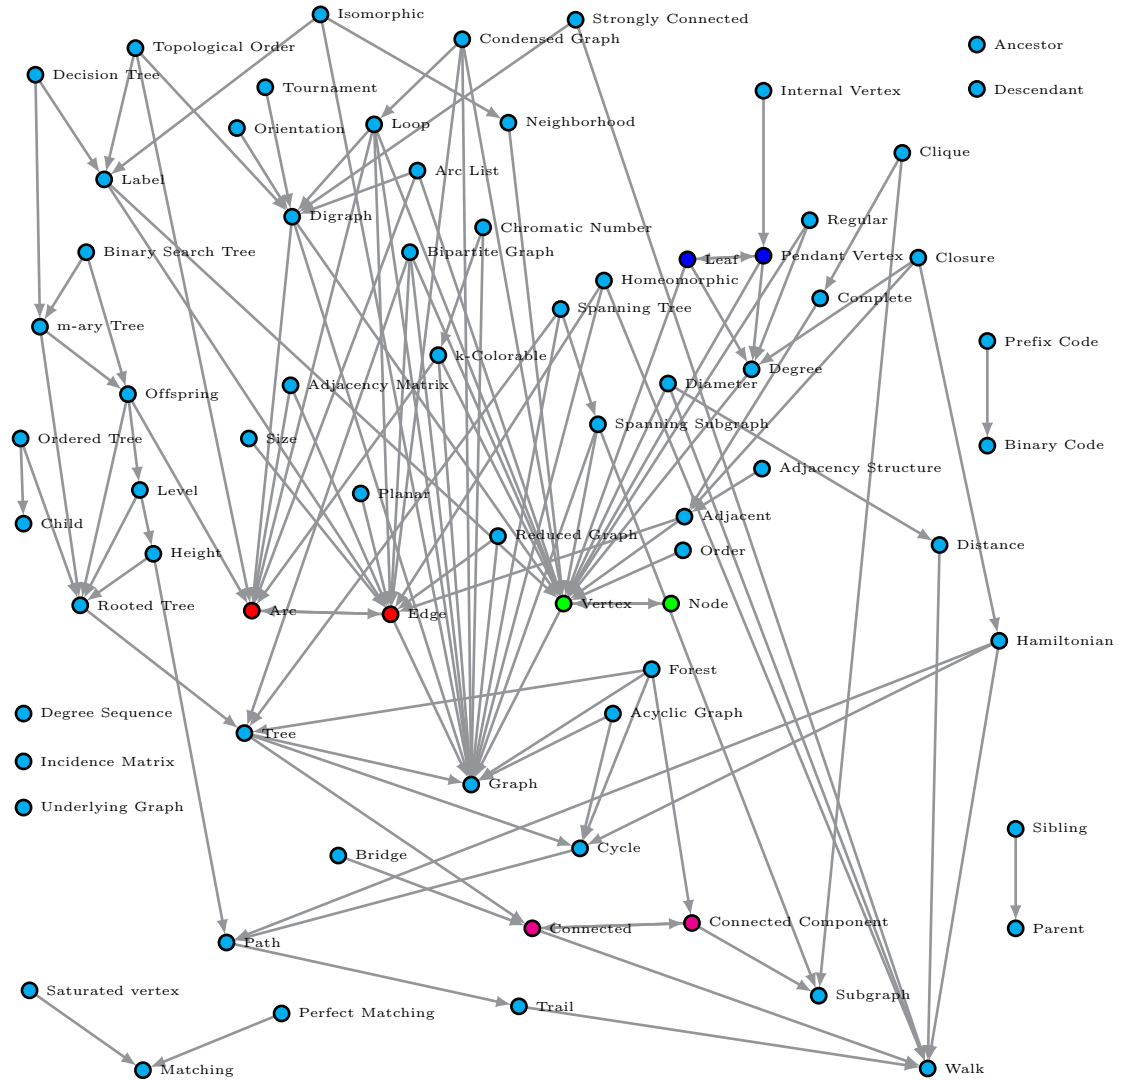 Isomorphic
Strongly Connected
Condensed Graph
Topological Order
Ancestor
Decision Tree
Tournament
Descendant
Internal Vertex
Orientation
Loop
Neighborhood
Clique
Arc List
Label
Digraph
Regular
Chromatic Number
Binary Search Tree
Bipartite Graph
Leaf
Pendant Vertex
Closure
Homeomorphic
Complete
Spanning Tree
m-ary Tree
Prefix Code
k-Colorable
Degree
Adjacency Matrix
Diameter
Offspring
Spanning Subgraph
Ordered Tree
Size
Binary Code
Adjacency Structure
Level
Planar
Adjacent
Child
Reduced Graph
Distance
Height
Order
Rooted Tree
Arc
Edge
Vertex
Node
Hamiltonian
Forest
Degree Sequence
Acyclic Graph
Tree
Incidence Matrix
Graph
Underlying Graph
Sibling
Cycle
Bridge
Connected
Connected Component
Parent
Path
Saturated vertex
Subgraph
Trail
Perfect Matching
Matching
Walk